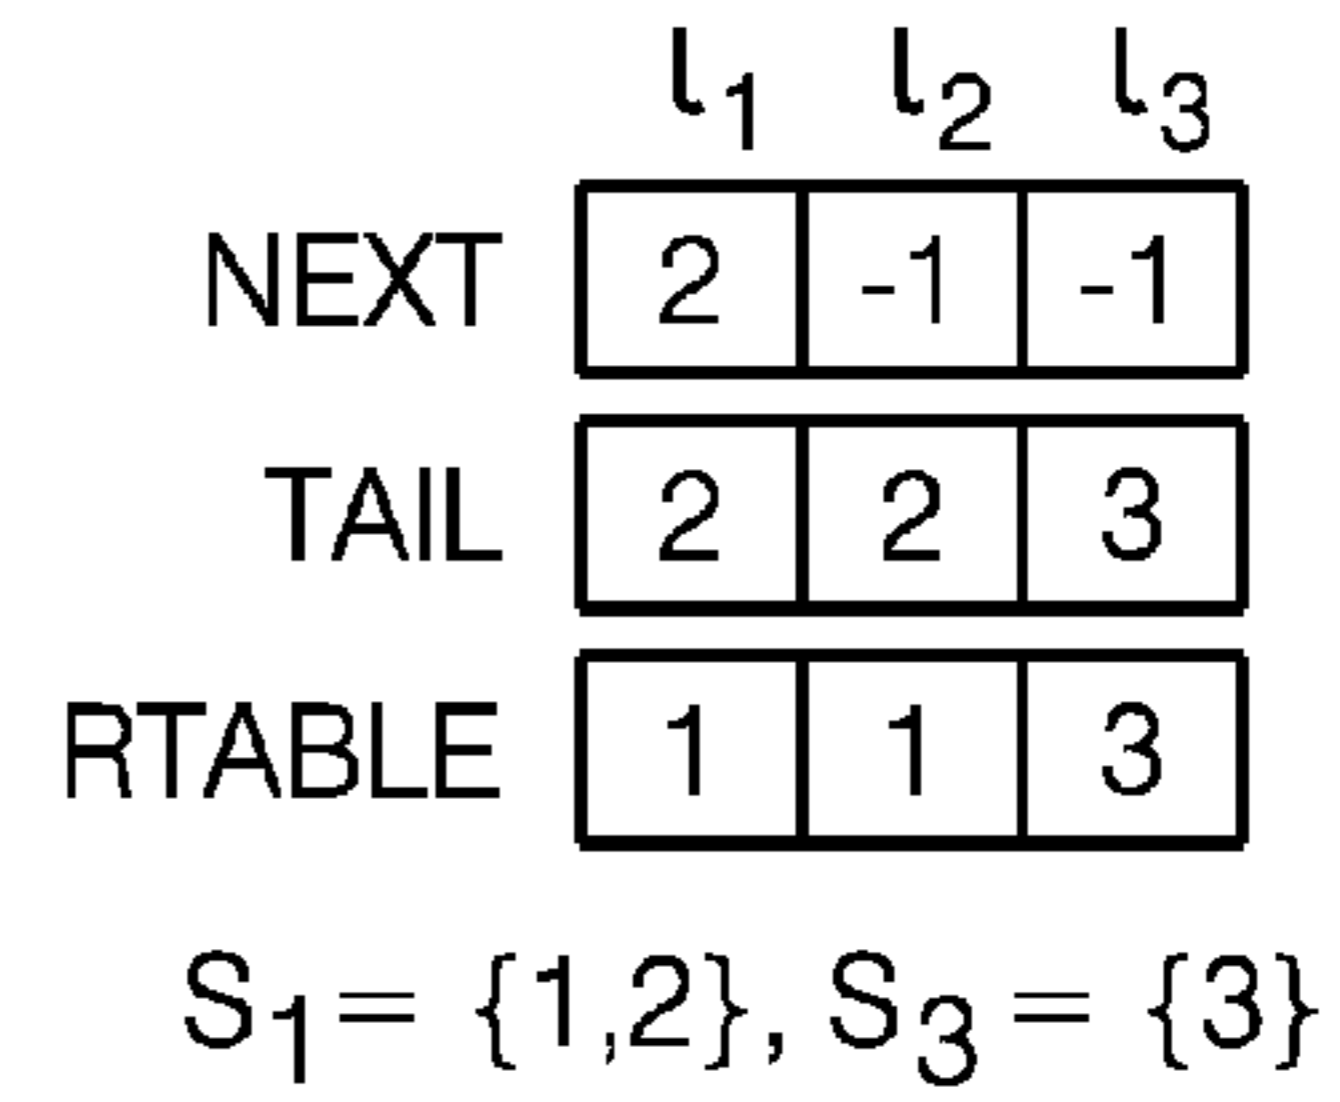 l₁ l₂ l₃
NEXT 2 -1 -1
TAIL 2 2 3
RTABLE 1 1 3
S₁ = {1,2}, S₃ = {3}